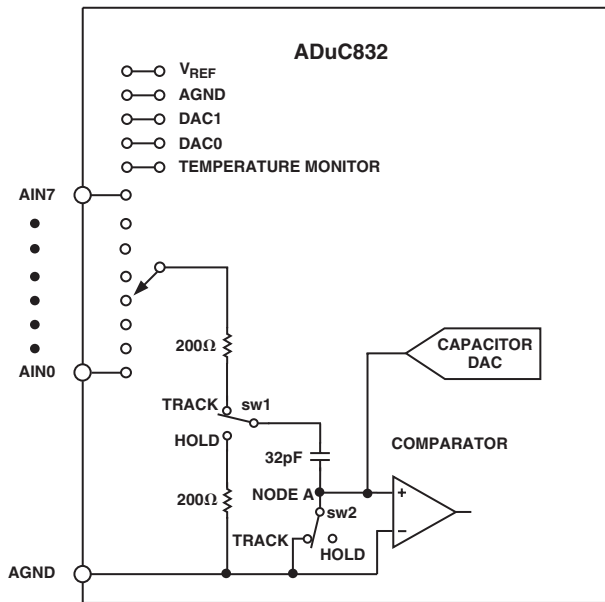 ADuC832
VREF
AGND
DAC1
DAC0
TEMPERATURE MONITOR
AIN7
AIN0
200Ω
CAPACITOR
DAC
TRACK
sw1
HOLD
COMPARATOR
32pF
200Ω
NODE A
+
sw2
−
TRACK
HOLD
AGND